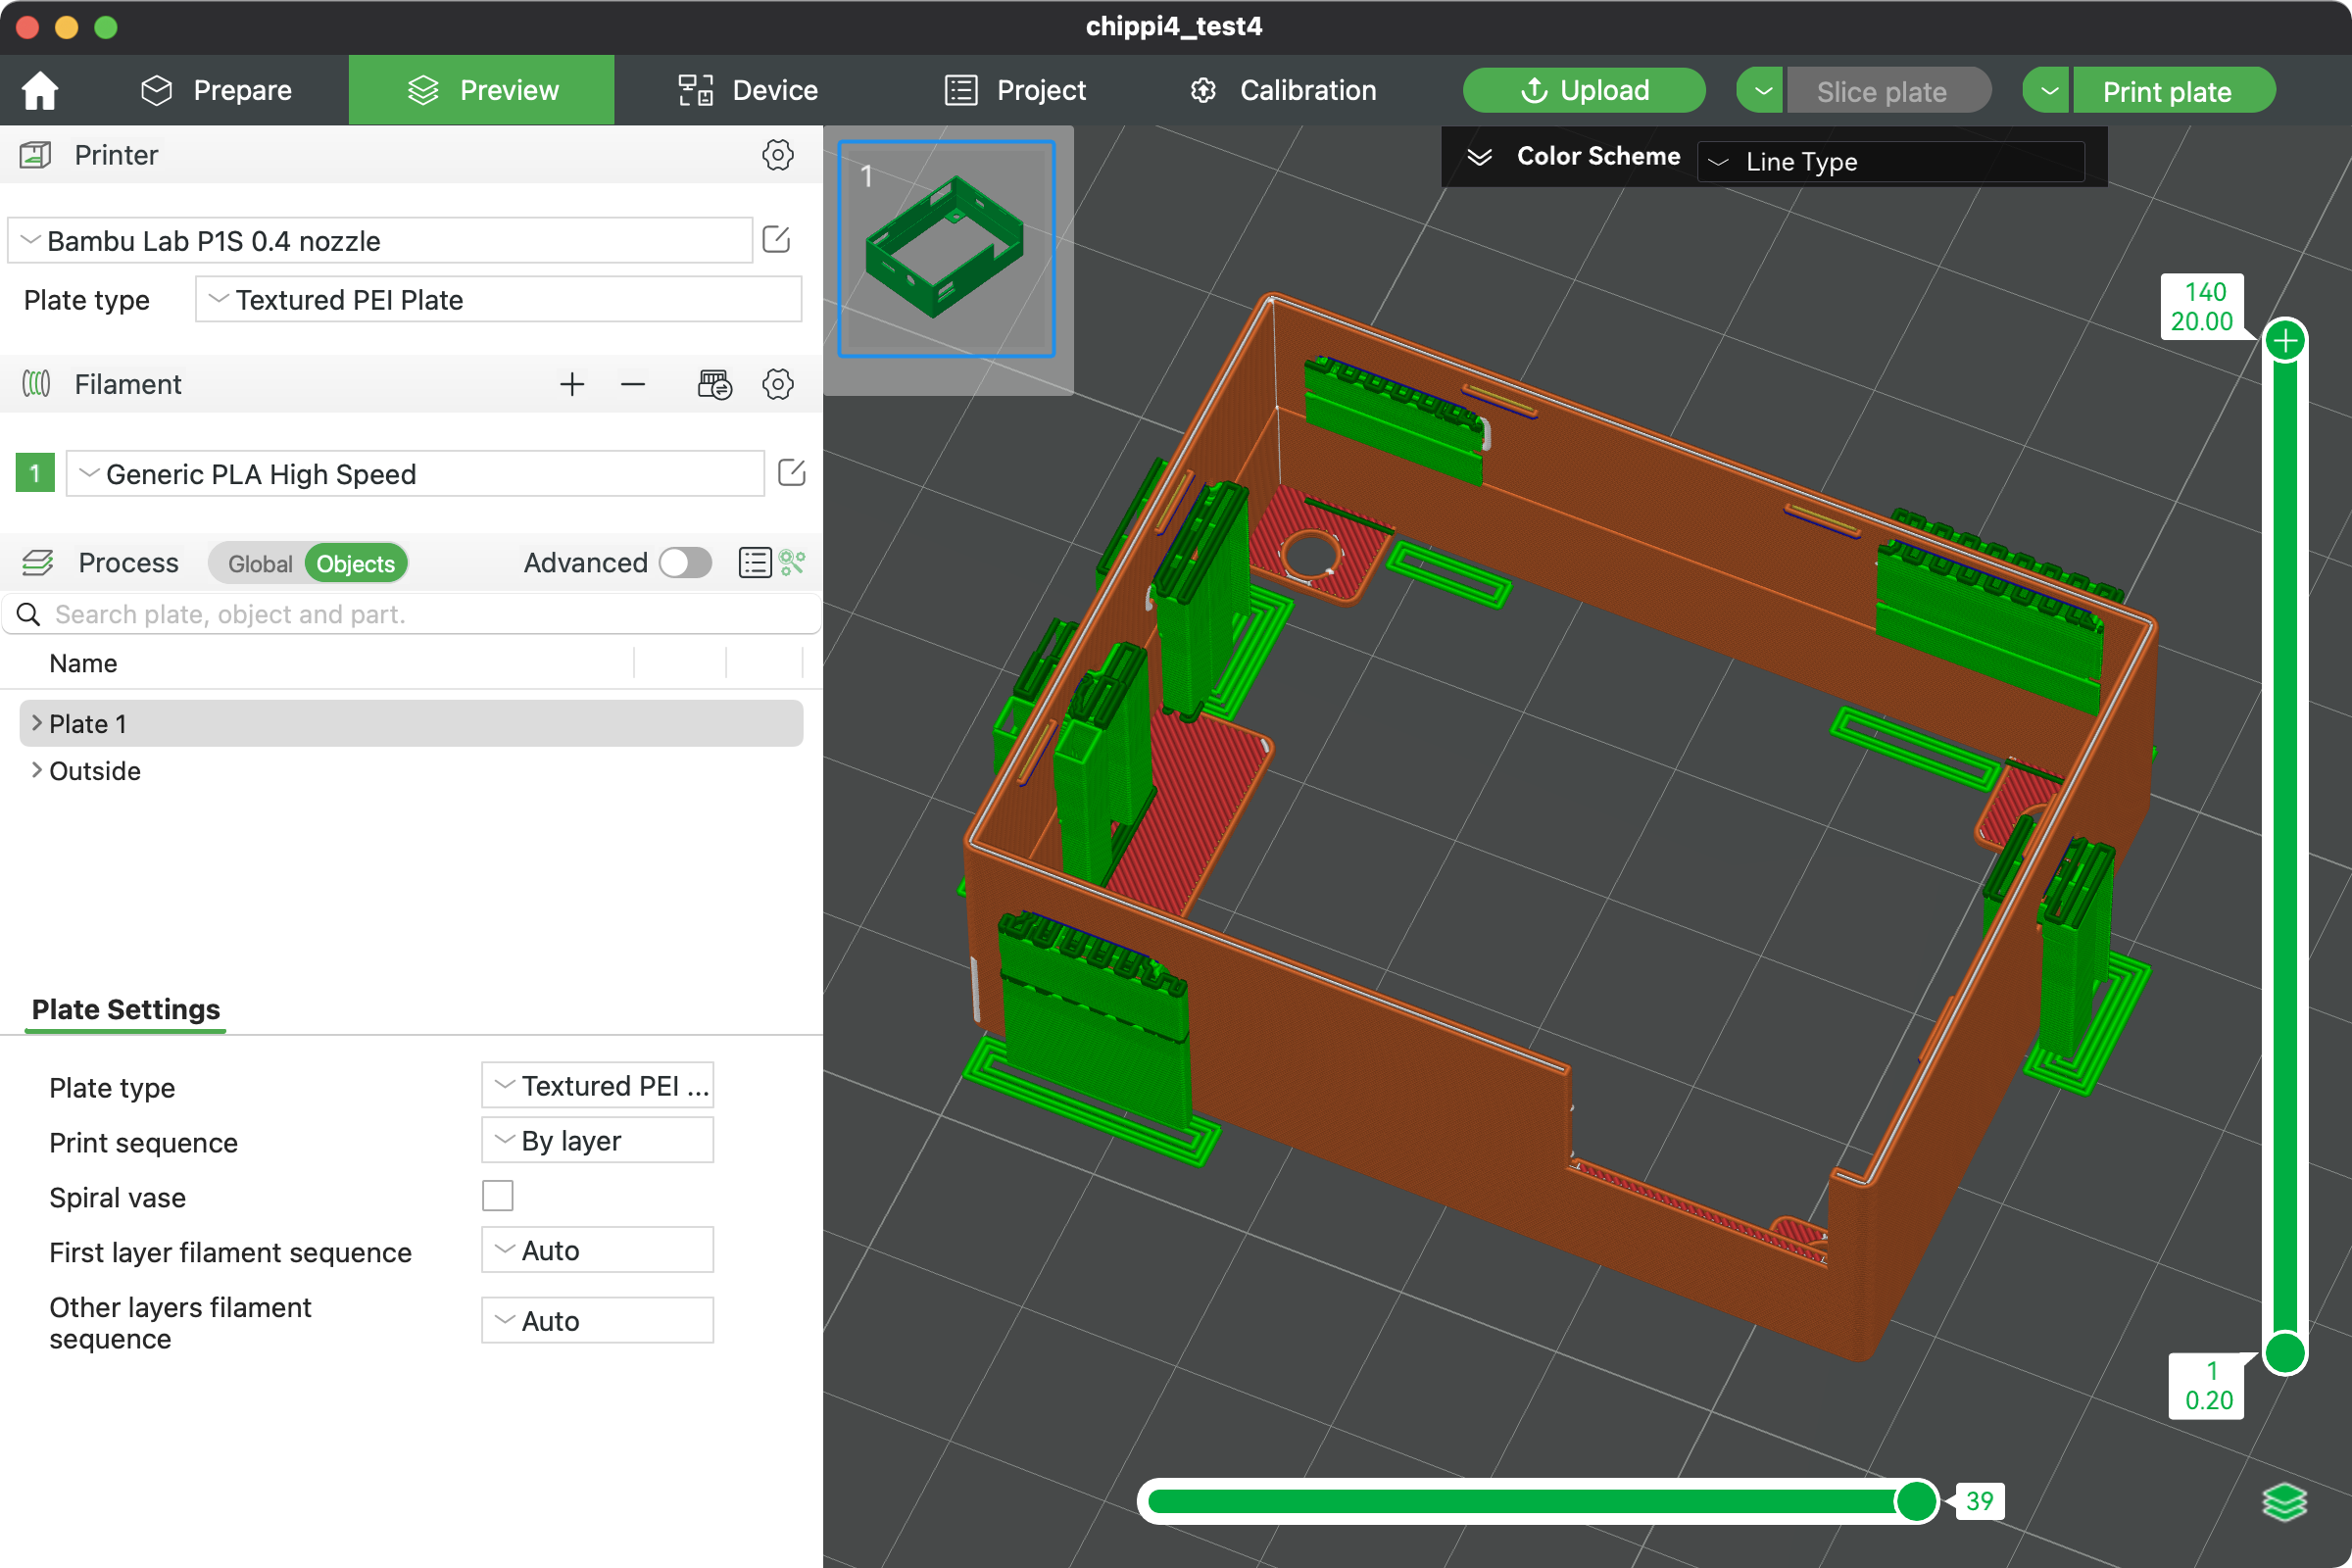 chippi4_test4
Prepare
Preview
Device
Project
Calibration
Upload
Slice plate
Print plate
Printer
Bambu Lab P1S 0.4 nozzle
Plate type
Textured PEI Plate
Filament
1
Generic PLA High Speed
Process
Global
Objects
Advanced
Search plate, object and part.
Name
Plate 1
Outside
Plate Settings
Plate type
Textured PEI ...
Print sequence
By layer
Spiral vase
First layer filament sequence
Auto
Other layers filament
sequence
Auto
1
Color Scheme
Line Type
140
20.00
1
0.20
39